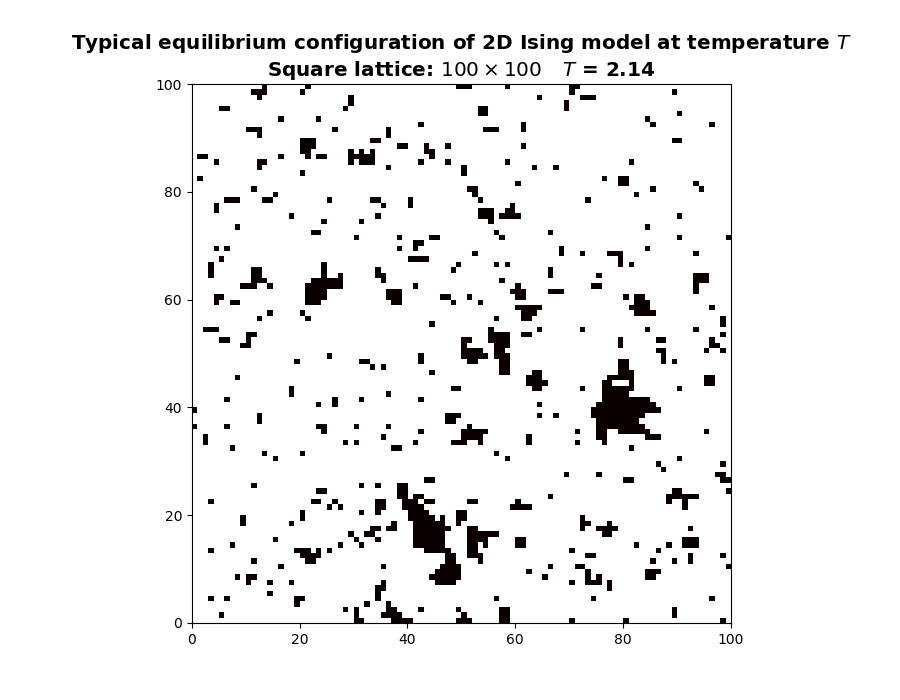 Typical equilibrium configuration of 2D Ising model at temperature T
Square lattice: 100 × 100 T = 2.14
100
80
60
40
20
0
0 20 40 60 80 100